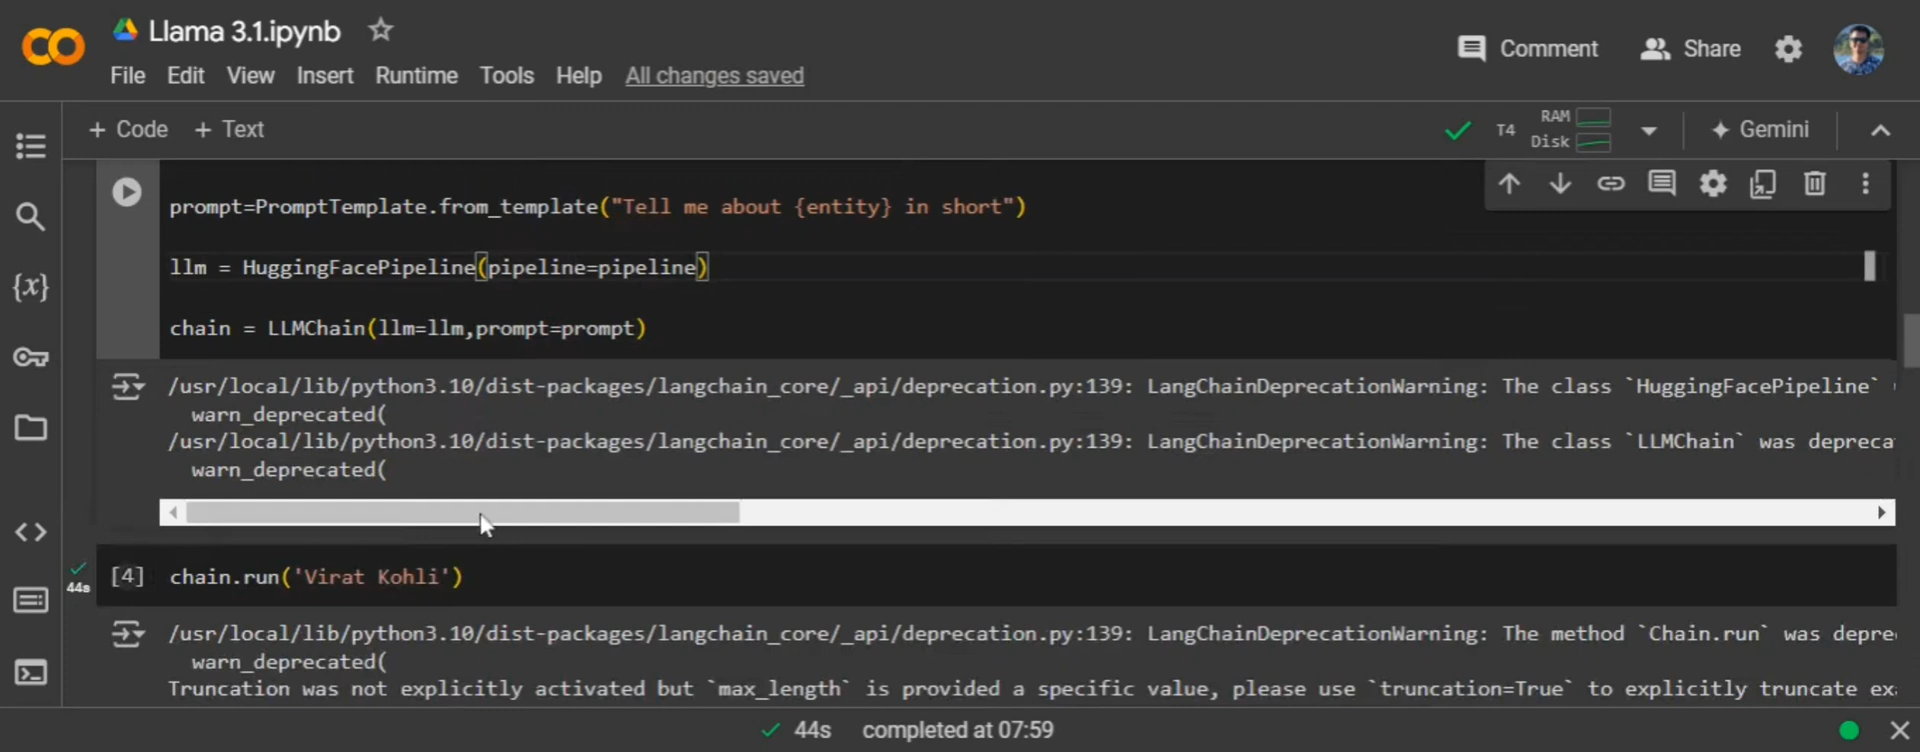 Llama 3.1.ipynb
Comment
Share
File Edit View Insert Runtime Tools Help All changes saved
+ Code + Text
T4
RAM
Disk
Gemini
prompt=PromptTemplate.from_template("Tell me about {entity} in short")
llm = HuggingFacePipeline(pipeline=pipeline)
chain = LLMChain(llm=llm,prompt=prompt)
/usr/local/lib/python3.10/dist-packages/langchain_core/_api/deprecation.py:139: LangChainDeprecationWarning: The class `HuggingFacePipeline`
warn_deprecated(
/usr/local/lib/python3.10/dist-packages/langchain_core/_api/deprecation.py:139: LangChainDeprecationWarning: The class `LLMChain` was depreca
warn_deprecated(
44s
[4] chain.run('Virat Kohli')
/usr/local/lib/python3.10/dist-packages/langchain_core/_api/deprecation.py:139: LangChainDeprecationWarning: The method `Chain.run` was depre
warn_deprecated(
Truncation was not explicitly activated but `max_length` is provided a specific value, please use `truncation=True` to explicitly truncate ex
44s completed at 07:59